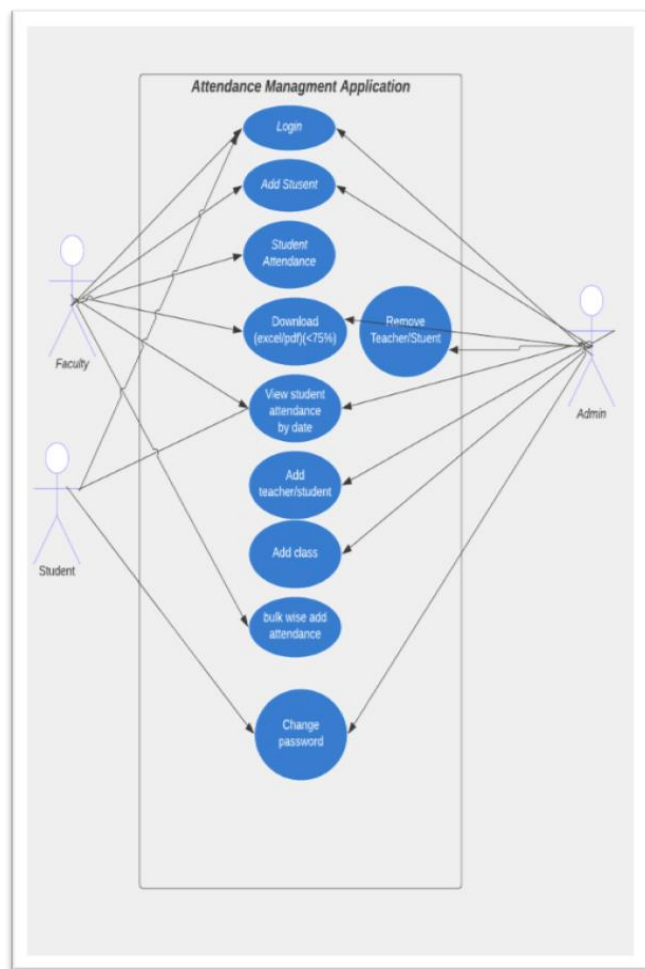 Attendance Managment Application
Login
Add Stusent
Student
Attendance
Download
(excel/pdf)(<75%)
Remove
Teacher/Stuent
Faculty
View student
attendance
by date
Admin
Add
teacher/student
Student
Add class
bulk wise add
attendance
Change
password